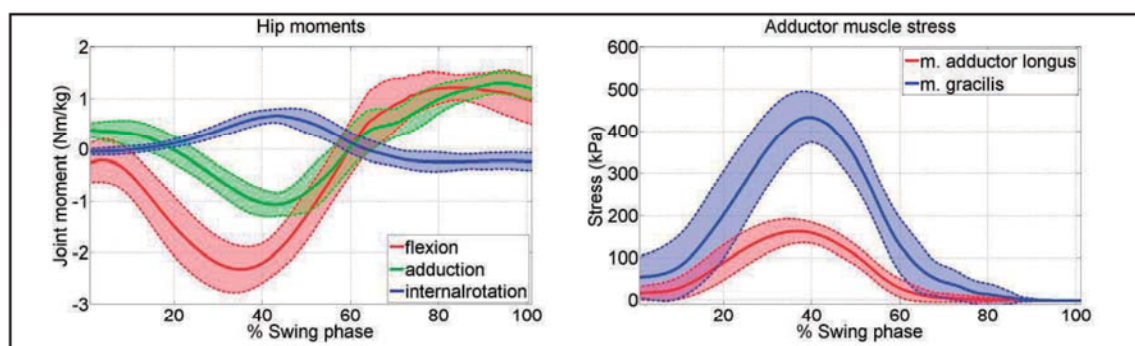 Hip moments
Joint moment (Nm/kg)
2
1
0
-1
-2
-3
flexion
adduction
internalrotation
20
40
60
80
100
% Swing phase
Adductor muscle stress
Stress (kPa)
600
500
400
300
200
100
0
m. adductor longus
m. gracilis
20
40
60
80
100
% Swing phase